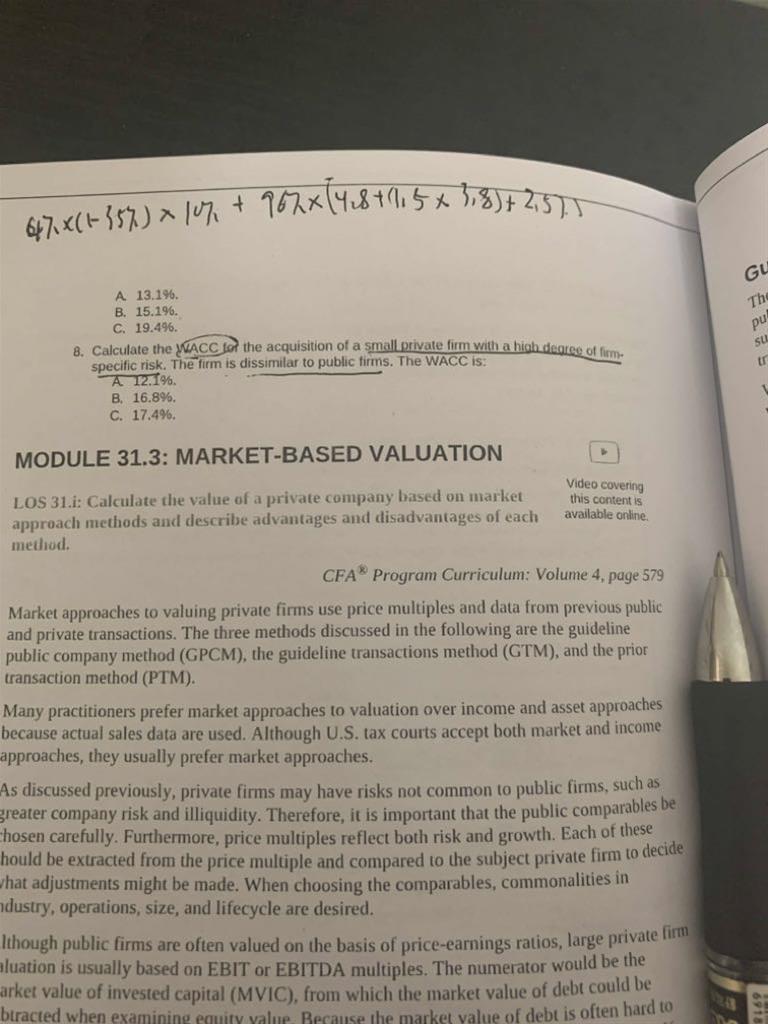 (1-35%) × 10% + 96% × [4.8+(1.5 × 3.8)+2.5%]
A. 13.1%.
B. 15.1%.
C. 19.4%.
8. Calculate the WACC for the acquisition of a small private firm with a high degree of firm-
specific risk. The firm is dissimilar to public firms. The WACC is:
A. 12.1%.
B. 16.8%.
C. 17.4%.
MODULE 31.3: MARKET-BASED VALUATION
LOS 31.i: Calculate the value of a private company based on market
approach methods and describe advantages and disadvantages of each
method.
Video covering
this content is
available online.
CFA® Program Curriculum: Volume 4, page 579
Market approaches to valuing private firms use price multiples and data from previous public
and private transactions. The three methods discussed in the following are the guideline
public company method (GPCM), the guideline transactions method (GTM), and the prior
transaction method (PTM).
Many practitioners prefer market approaches to valuation over income and asset approaches
because actual sales data are used. Although U.S. tax courts accept both market and income
approaches, they usually prefer market approaches.
As discussed previously, private firms may have risks not common to public firms, such as
greater company risk and illiquidity. Therefore, it is important that the public comparables be
chosen carefully. Furthermore, price multiples reflect both risk and growth. Each of these
hould be extracted from the price multiple and compared to the subject private firm to decide
what adjustments might be made. When choosing the comparables, commonalities in
ndustry, operations, size, and lifecycle are desired.
lthough public firms are often valued on the basis of price-earnings ratios, large private firm
aluation is usually based on EBIT or EBITDA multiples. The numerator would be the
arket value of invested capital (MVIC), from which the market value of debt could be
btracted when examining equity value. Because the market value of debt is often hard to
Gu
The
pu
su
tr